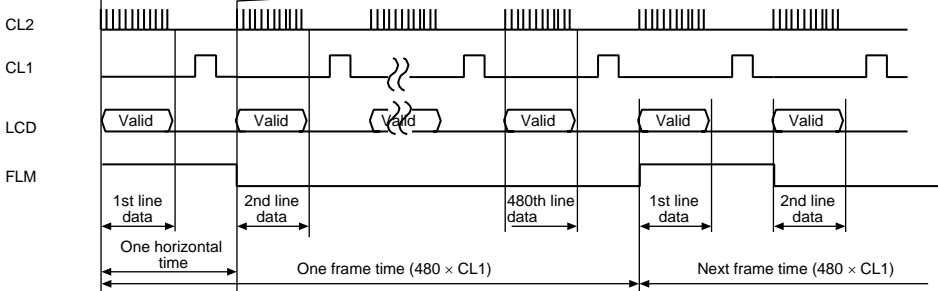 CL2
CL1
LCD
Valid
Valid
Valid
Valid
Valid
Valid
FLM
1st line
data
2nd line
data
480th line
data
1st line
data
2nd line
data
One horizontal
time
One frame time (480 × CL1)
Next frame time (480 × CL1)